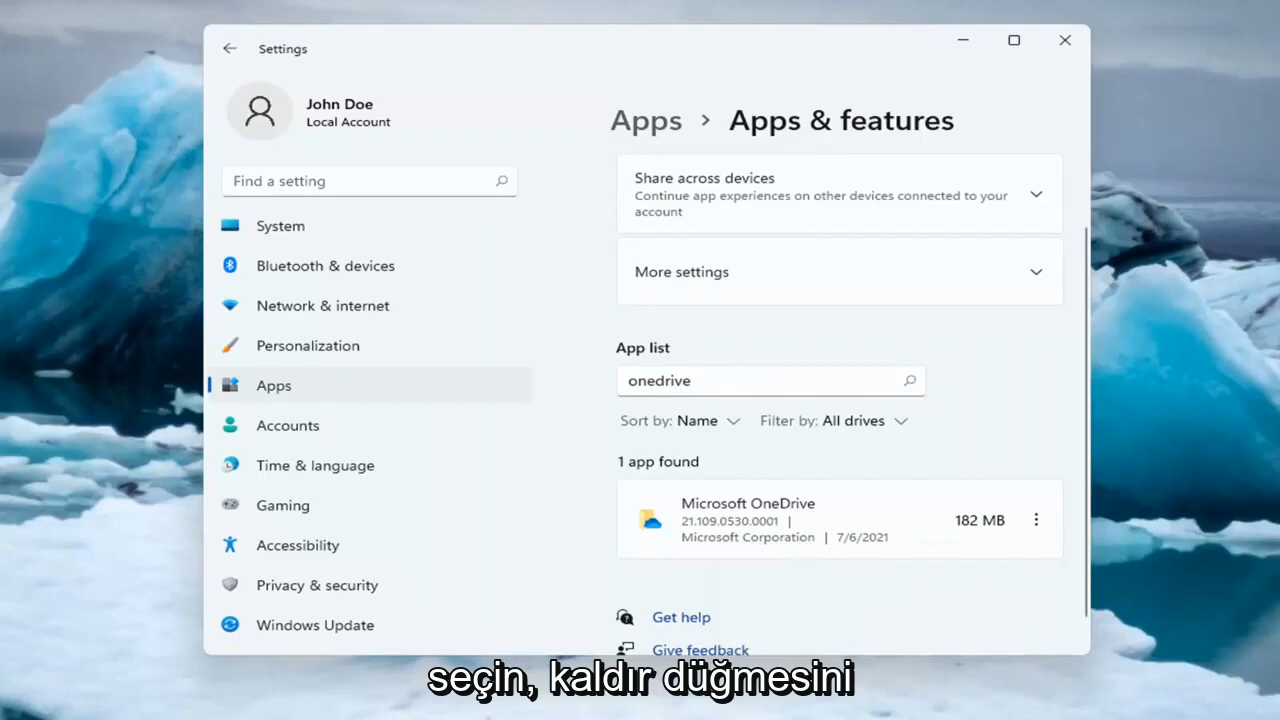 Settings
John Doe
Local Account
Find a setting
System
Bluetooth & devices
Network & internet
Personalization
Apps
Accounts
Time & language
Gaming
Accessibility
Privacy & security
Windows Update
Apps > Apps & features
Share across devices
Continue app experiences on other devices connected to your
account
More settings
App list
onedrive
Sort by: Name Filter by: All drives
1 app found
Microsoft OneDrive
21.109.0530.0001 |
Microsoft Corporation | 7/6/2021
182 MB
Get help
Give feedback
seçin, kaldır düğmesini